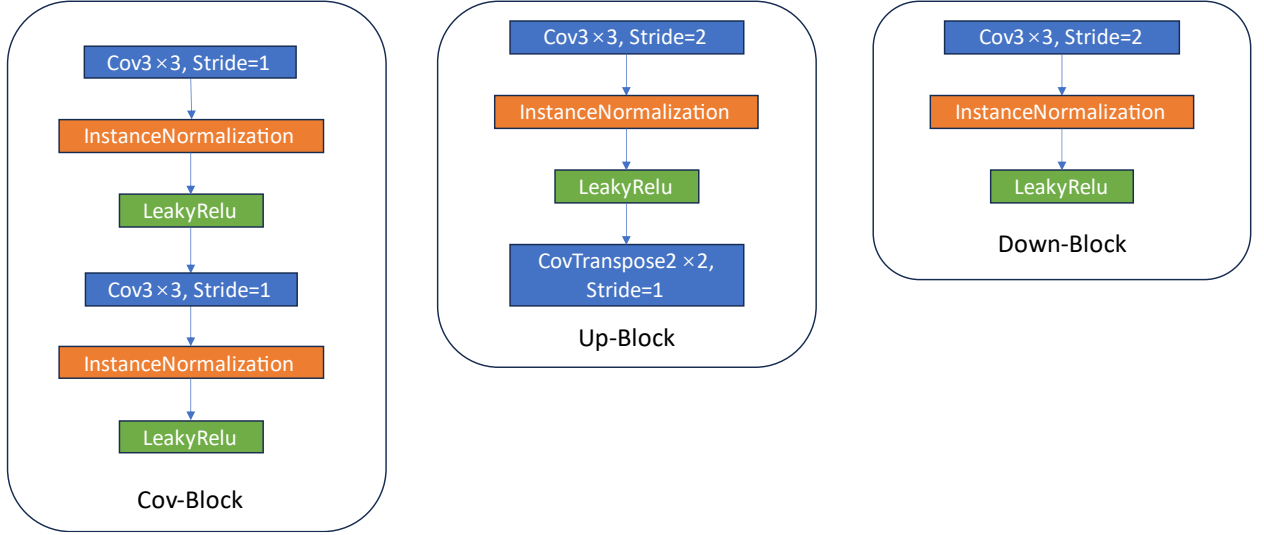 Cov3×3, Stride=1
InstanceNormalization
LeakyRelu
Cov3×3, Stride=1
InstanceNormalization
LeakyRelu
Cov-Block
Cov3×3, Stride=2
InstanceNormalization
LeakyRelu
CovTranspose2 ×2,
Stride=1
Up-Block
Cov3×3, Stride=2
InstanceNormalization
LeakyRelu
Down-Block